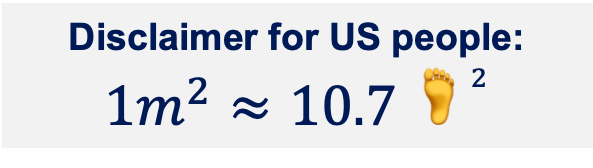 Disclaimer for US people:
1m² ≈ 10.7 🦶²